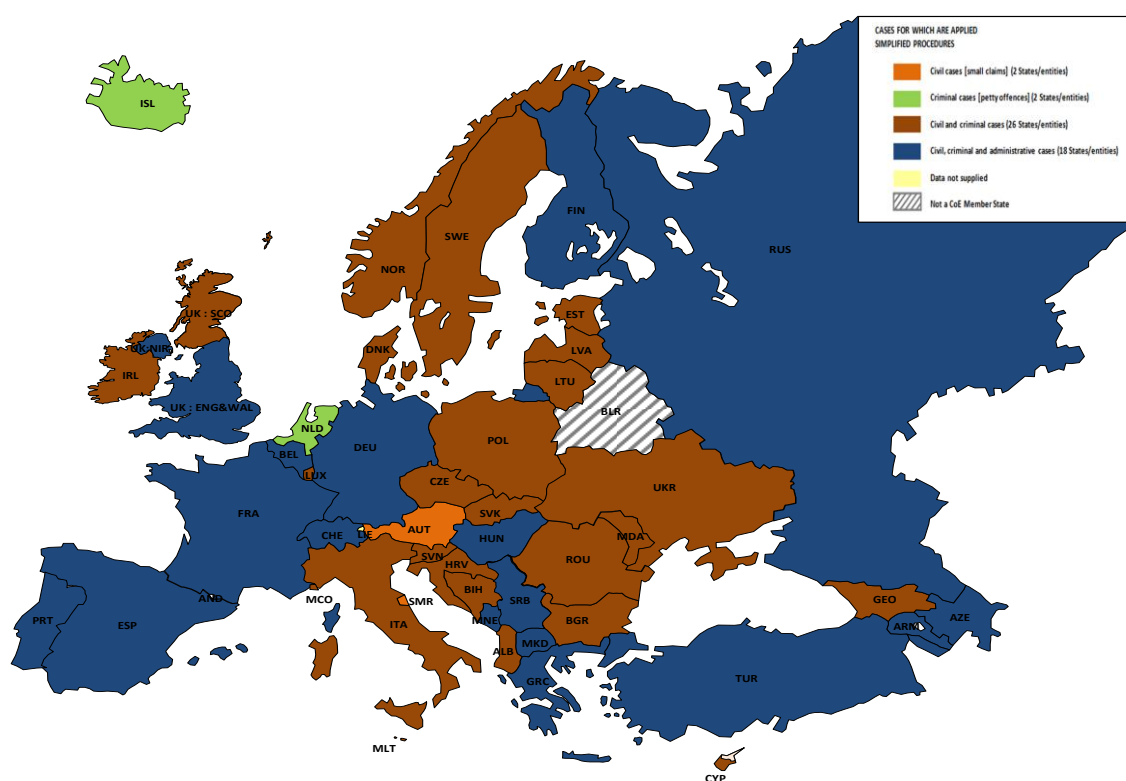 CASES FOR WHICH ARE APPLIED
SIMPLIFIED PROCEDURES
Civil cases [small claims] (2 States/entities)
Criminal cases [petty offences] (2 States/entities)
Civil and criminal cases (26 States/entities)
Civil, criminal and administrative cases (18 States/entities)
Data not supplied
Not a CoE Member State
ISL
FIN
SWE
RUS
NOR
UK : SCO
EST
UK:NIR
DNK
LVA
IRL
LTU
UK : ENG&WAL
BLR
NLD
POL
DEU
BEL
LUX
CZE
UKR
FRA
SVK
AUT
CHE
LIE
HUN
MDA
SVN
HRV
ROU
BIH
AND
MCO
SMR
SRB
GEO
PRT
ESP
ITA
MNE
BGR
ARM
AZE
MKD
ALB
GRC
TUR
MLT
CYP